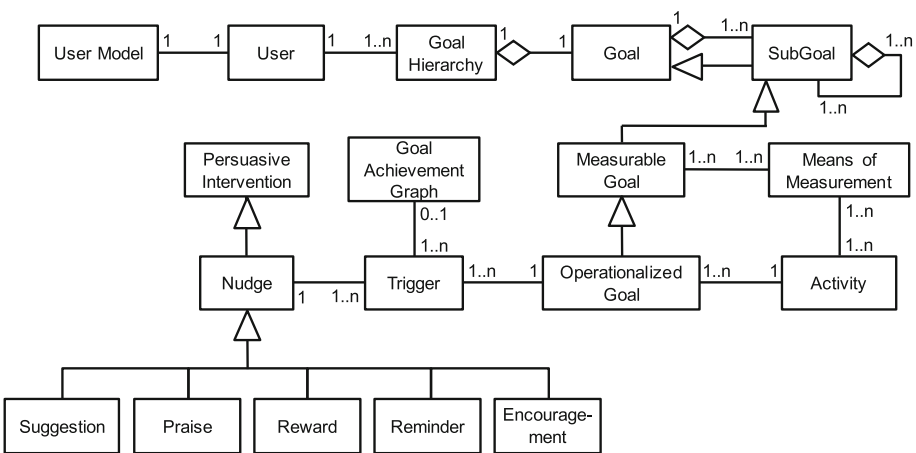 User Model
1
1
User
1
1..n
Goal
Hierarchy
1
1
Goal
1
1..n
SubGoal
1..n
1..n
Persuasive
Intervention
Goal
Achievement
Graph
0..1
1..n
Measurable
Goal
1..n
1..n
Means of
Measurement
1..n
1..n
Nudge
1
1..n
Trigger
1..n
1
Operationalized
Goal
1..n
1
Activity
Suggestion
Praise
Reward
Reminder
Encourage-
ment